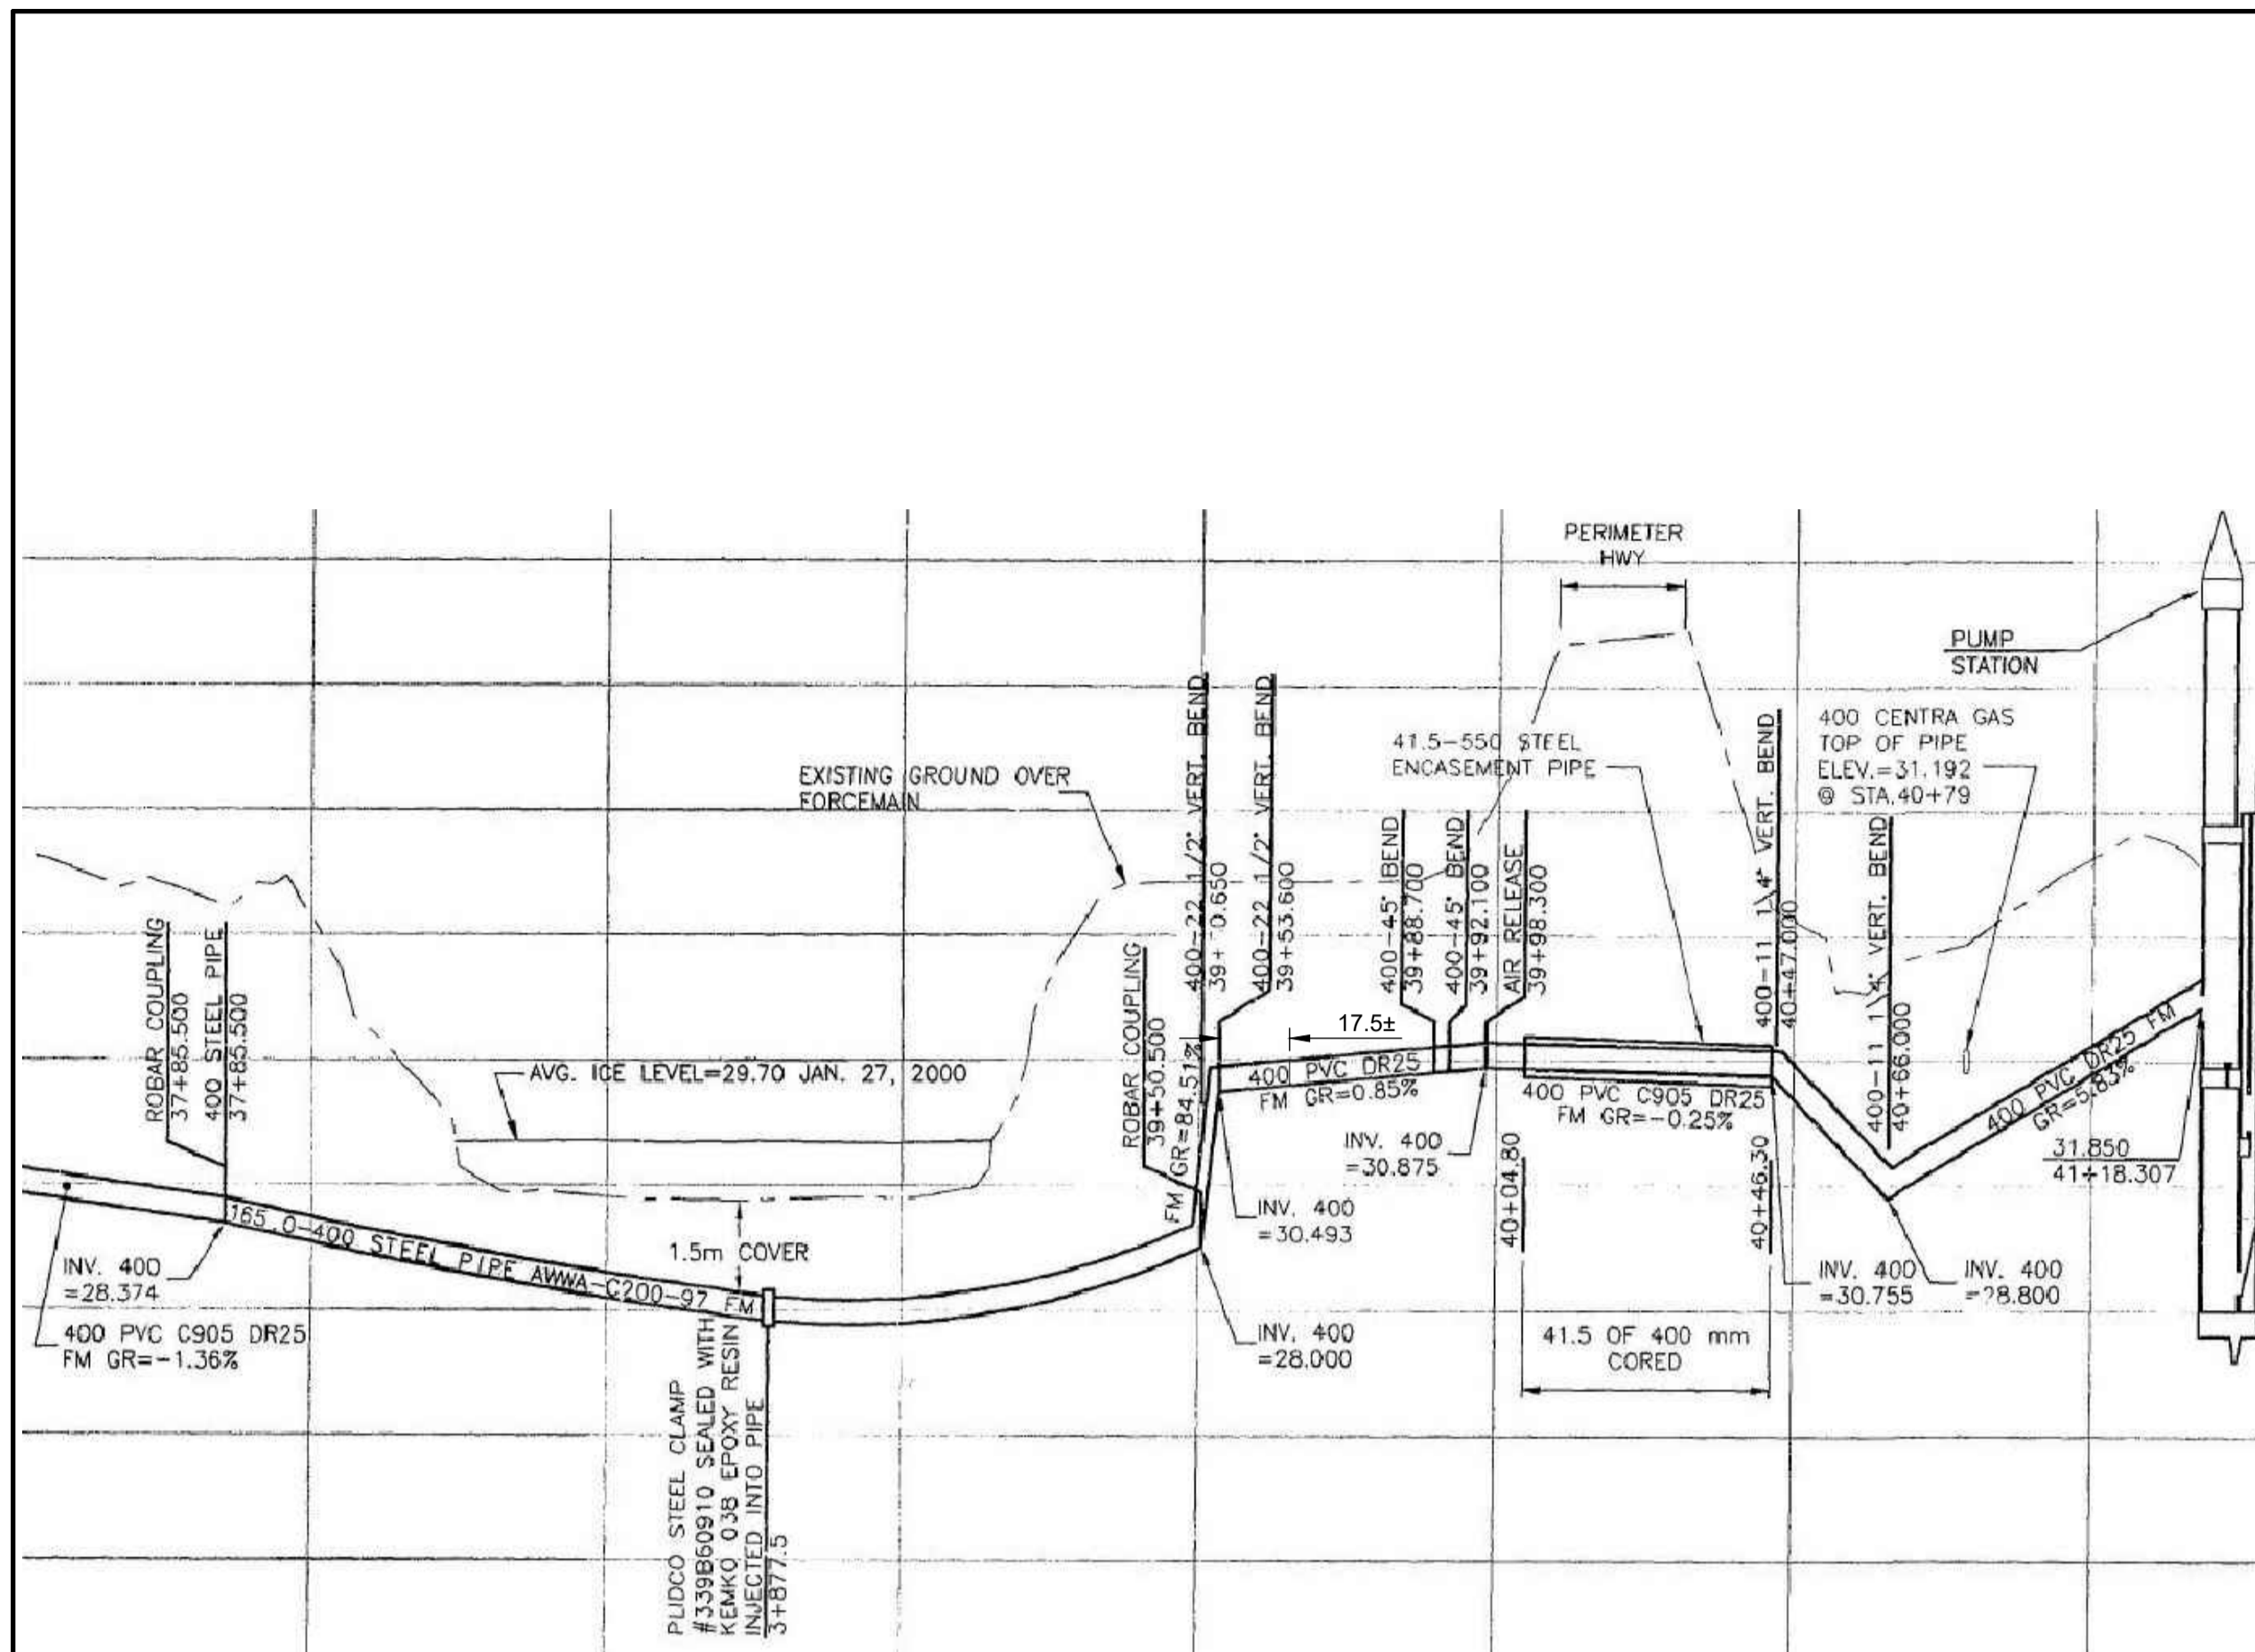 PERIMETER
HWY
PUMP
STATION
400 CENTRA GAS
TOP OF PIPE
ELEV.=31.192
@ STA.40+79
41.5-550 STEEL
ENCASEMENT PIPE
EXISTING GROUND OVER
FORCEMAIN
ROBAR COUPLING
37+85.500
400 STEEL PIPE
37+85.500
AVG. ICE LEVEL=29.70 JAN. 27, 2000
ROBAR COUPLING
39+50.500
400-22 1/2° VERT. BEND
400-22 1/2° VERT. BEND
39+53.600
400-45° BEND
39+88.700
400-45° BEND
39+92.100
AIR RELEASE
39+98.300
400-11 1/4° VERT. BEND
40+47.000
400-11 1/4° VERT. BEND
40+66.000
17.5±
FM GR=84.51%
400 PVC DR25
FM GR=0.85%
400 PVC C905 DR25
FM GR=-0.25%
400 PVC DR25 FM
GR=5.83%
31.850
41+18.307
INV. 400
=30.875
40+04.80
40+46.30
INV. 400
=30.493
165.0-400 STEEL PIPE AWWA-C200-97 FM
1.5m COVER
INV. 400
=28.374
400 PVC C905 DR25
FM GR=-1.36%
INV. 400
=30.755
INV. 400
=28.800
INV. 400
=28.000
41.5 OF 400 mm
CORED
PLIDCO STEEL CLAMP
#339B60910 SEALED WITH
KEMKO 038 EPOXY RESIN
INJECTED INTO PIPE
3+877.5